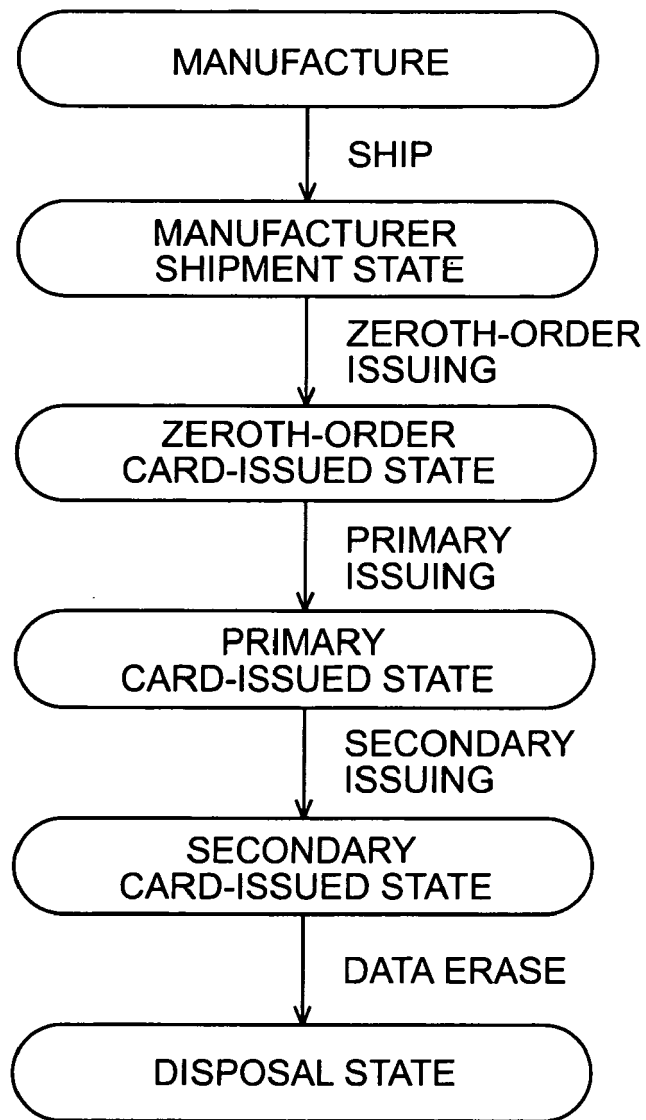 MANUFACTURE
SHIP
MANUFACTURER
SHIPMENT STATE
ZEROTH-ORDER
ISSUING
ZEROTH-ORDER
CARD-ISSUED STATE
PRIMARY
ISSUING
PRIMARY
CARD-ISSUED STATE
SECONDARY
ISSUING
SECONDARY
CARD-ISSUED STATE
DATA ERASE
DISPOSAL STATE